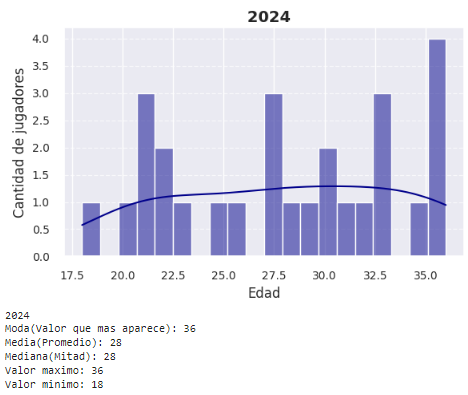 2024
4.0
3.5
3.0
2.5
2.0
1.5
1.0
0.5
0.0
Cantidad de jugadores
17.5 20.0 22.5 25.0 27.5 30.0 32.5 35.0
Edad
2024
Moda(Valor que mas aparece): 36
Media(Promedio): 28
Mediana(Mitad): 28
Valor maximo: 36
Valor minimo: 18